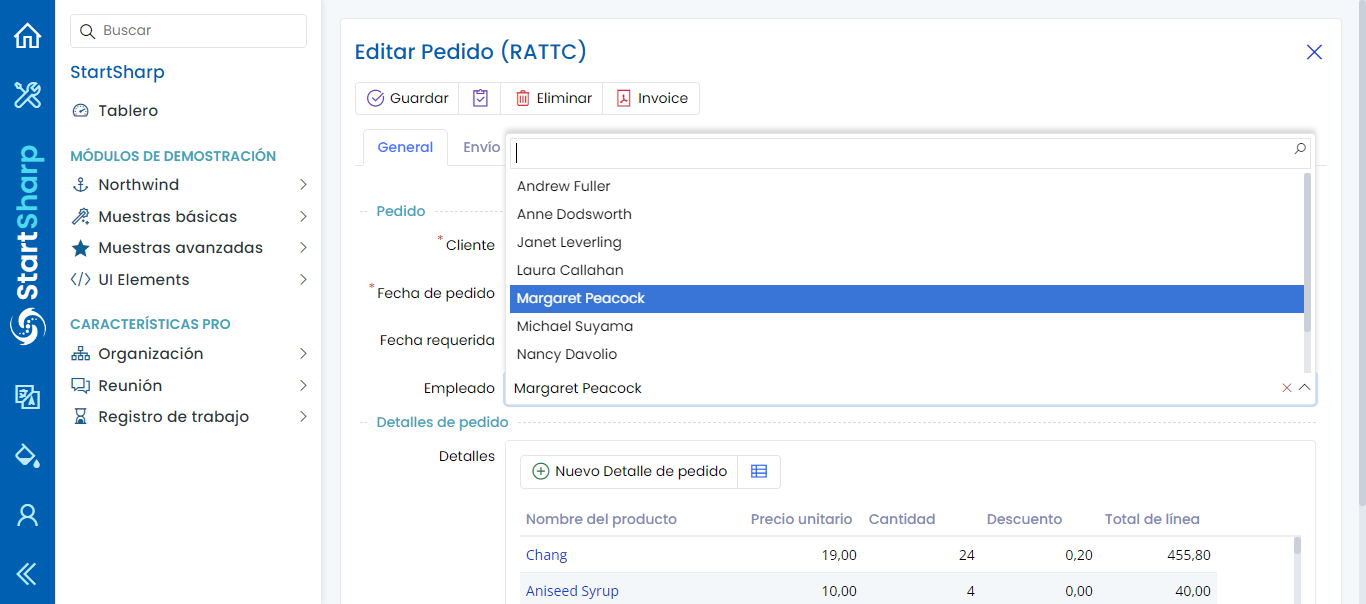 Buscar
StartSharp
Tablero
MÓDULOS DE DEMOSTRACIÓN
Northwind
Muestras básicas
Muestras avanzadas
UI Elements
CARACTERÍSTICAS PRO
Organización
Reunión
Registro de trabajo
StartSharp
Editar Pedido (RATTC)
Guardar Eliminar Invoice
General Envío
Pedido
* Cliente
* Fecha de pedido
Fecha requerida
Andrew Fuller
Anne Dodsworth
Janet Leverling
Laura Callahan
Margaret Peacock
Michael Suyama
Nancy Davolio
Empleado Margaret Peacock
Detalles de pedido
Detalles
Nuevo Detalle de pedido
Nombre del producto Precio unitario Cantidad Descuento Total de línea
Chang 19,00 24 0,20 455,80
Aniseed Syrup 10,00 4 0,00 40,00